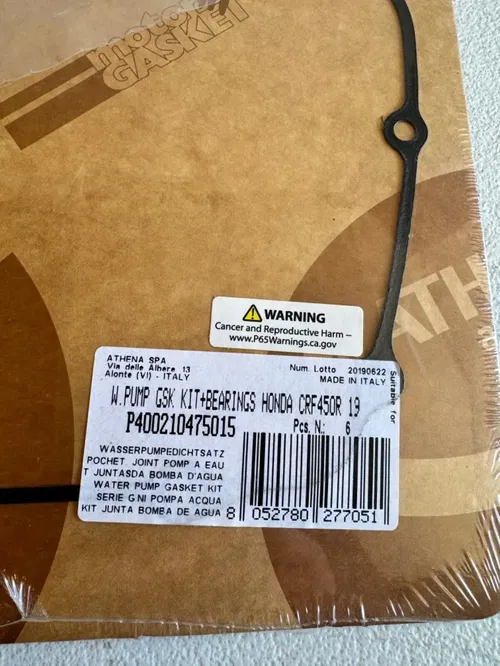 motor
GASKET
ATH
WARNING
Cancer and Reproductive Harm –
www.P65Warnings.ca.gov
ATHENA SPA
Via delle Albere, 13
Alonte (VI) - ITALY
Num. Lotto 20190622
MADE IN ITALY
Suitable for
W.PUMP GSK KIT+BEARINGS HONDA CRF450R 19
P400210475015
Pcs. N.: 6
WASSERPUMPEDICHTSATZ
POCHET JOINT POMP A EAU
T JUNTASDA BOMBA D'AGUA
WATER PUMP GASKET KIT
SERIE GNI POMPA ACQUA
KIT JUNTA BOMBA DE AGUA
8 052780 277051